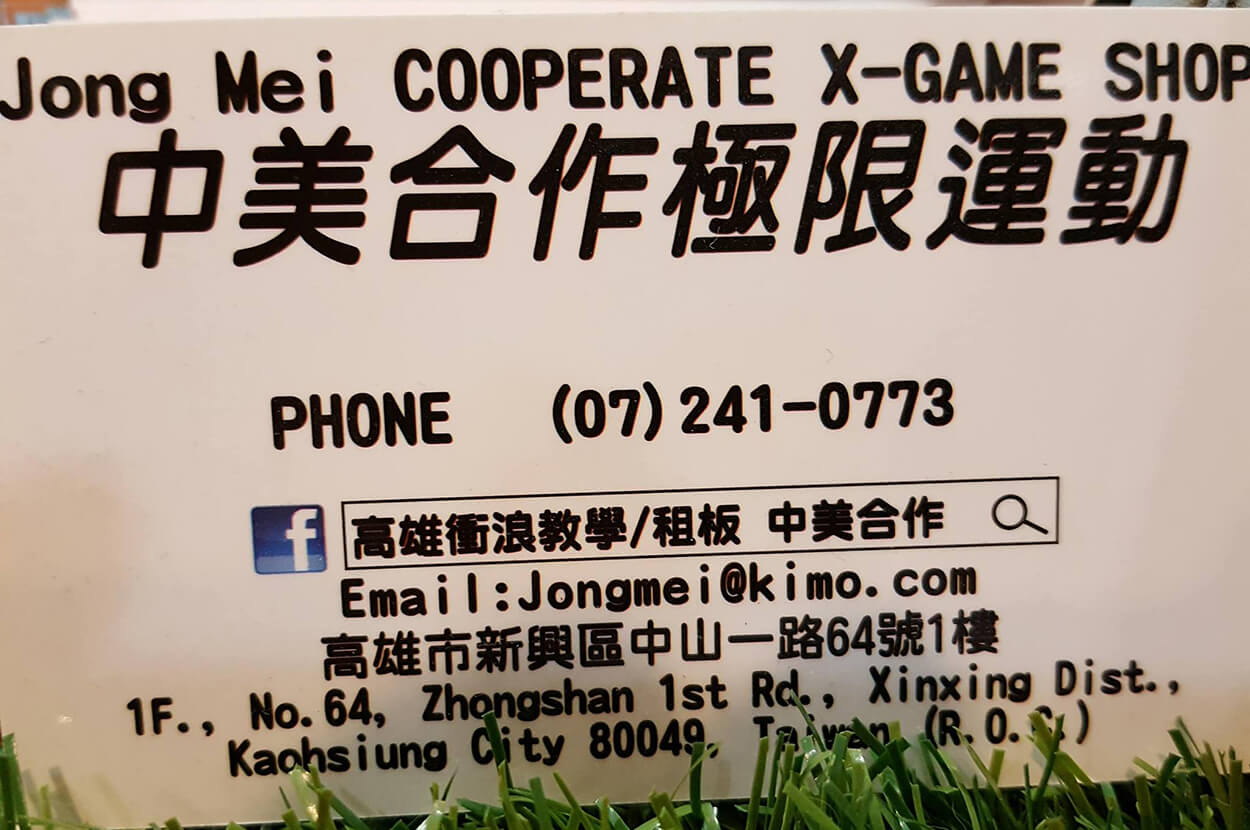 Jong Mei COOPERATE X-GAME SHOP
中美合作極限運動
PHONE (07)241-0773
f 高雄衝浪教學/租板 中美合作
Email:Jongmei@kimo.com
高雄市新興區中山一路64號1樓
1F., No.64, Zhongshan 1st Rd., Xinxing Dist.,
Kaohsiung City 80049, Taiwan (R.O.C.)